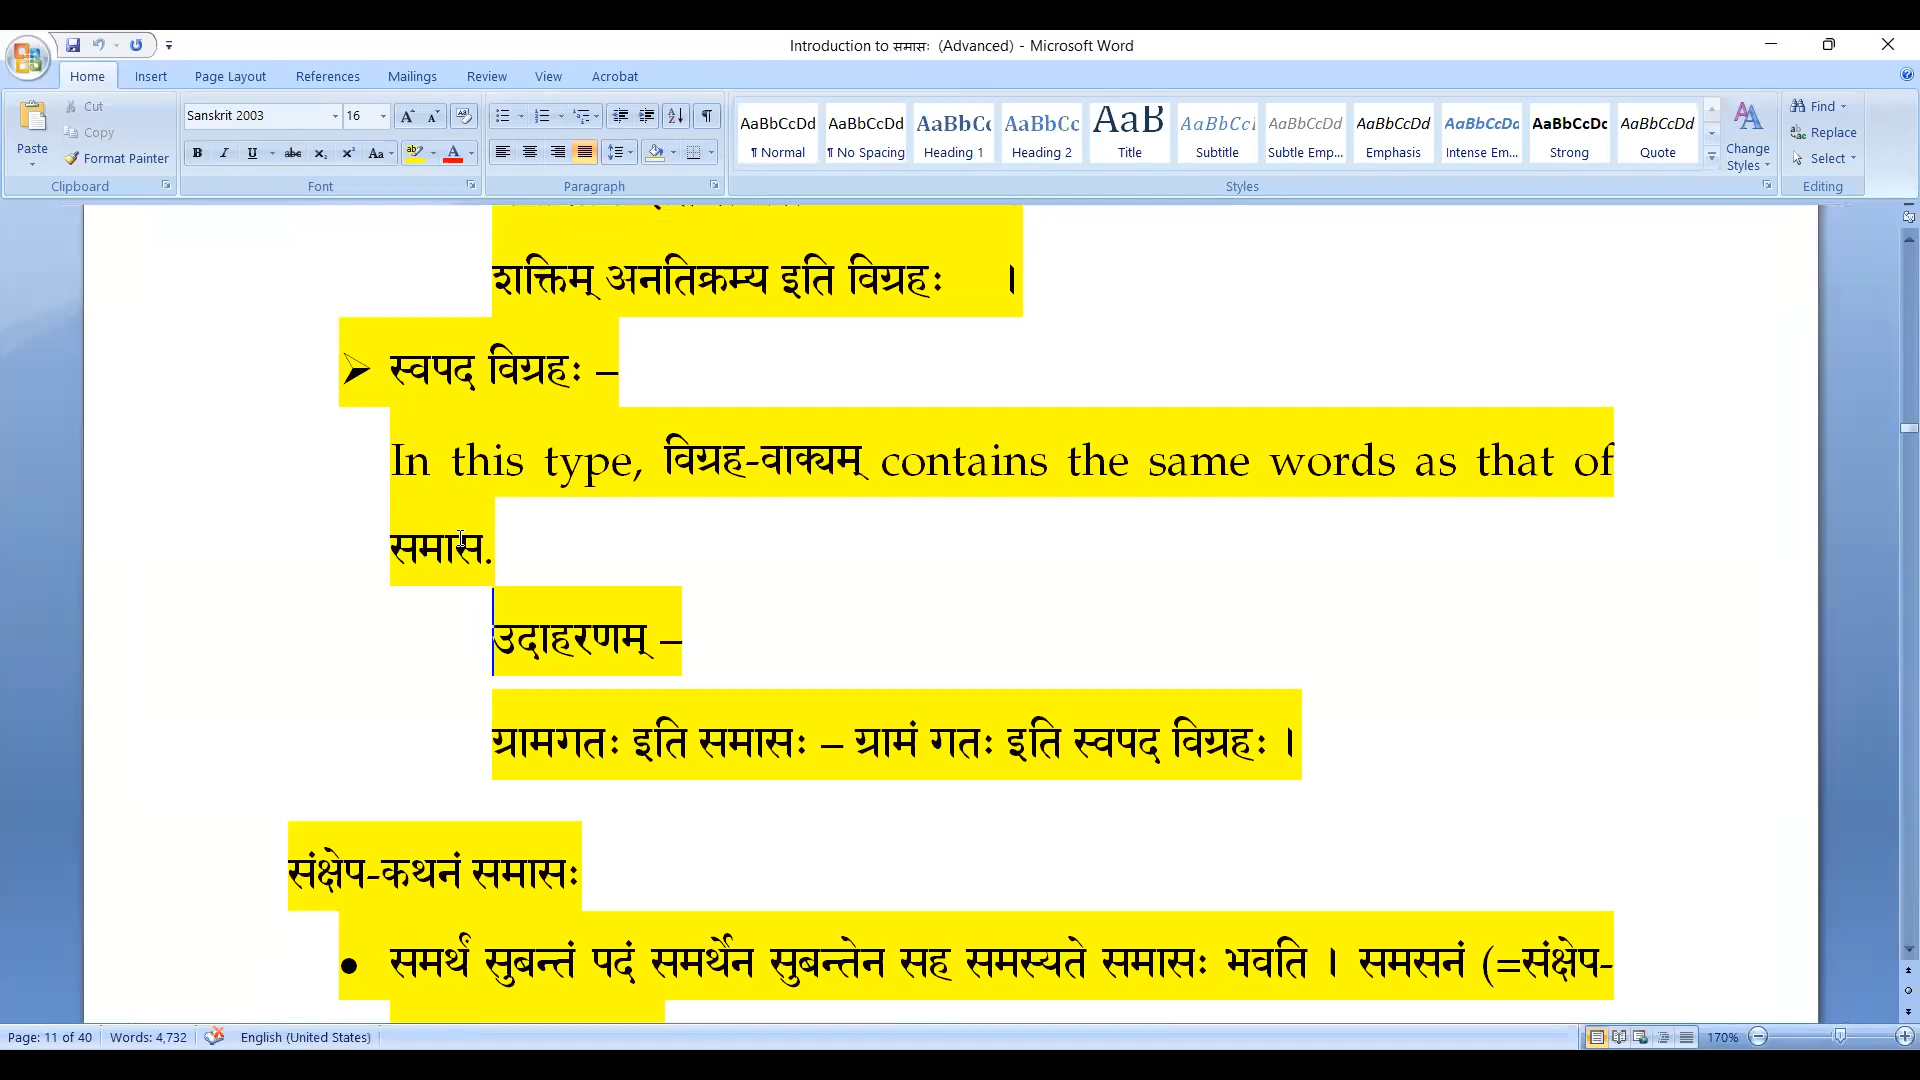 Introduction to समासः (Advanced) - Microsoft Word
Home Insert Page Layout References Mailings Review View Acrobat
Paste Cut Copy Format Painter Clipboard
Sanskrit 2003 16 Font
Paragraph
AaBbCcDd AaBbCcDd AaBbCc AaBbCc AaB AaBbCcl AaBbCcDd AaBbCcDd AaBbCcDd AaBbCcDc AaBbCcDd
¶ Normal ¶ No Spacing Heading 1 Heading 2 Title Subtitle Subtle Emp... Emphasis Intense Em... Strong Quote
Change Styles Styles
Find Replace Select Editing
शक्तिम् अनतिक्रम्य इति विग्रहः ।
➢ स्वपद विग्रहः –
In this type, विग्रह-वाक्यम् contains the same words as that of
समास.
उदाहरणम् –
ग्रामगतः इति समासः – ग्रामं गतः इति स्वपद विग्रहः ।
संक्षेप-कथनं समासः
• समर्थं सुबन्तं पदं समर्थेन सुबन्तेन सह समस्यते समासः भवति । समसनं (=संक्षेप-
Page: 11 of 40 Words: 4,732 English (United States) 170%